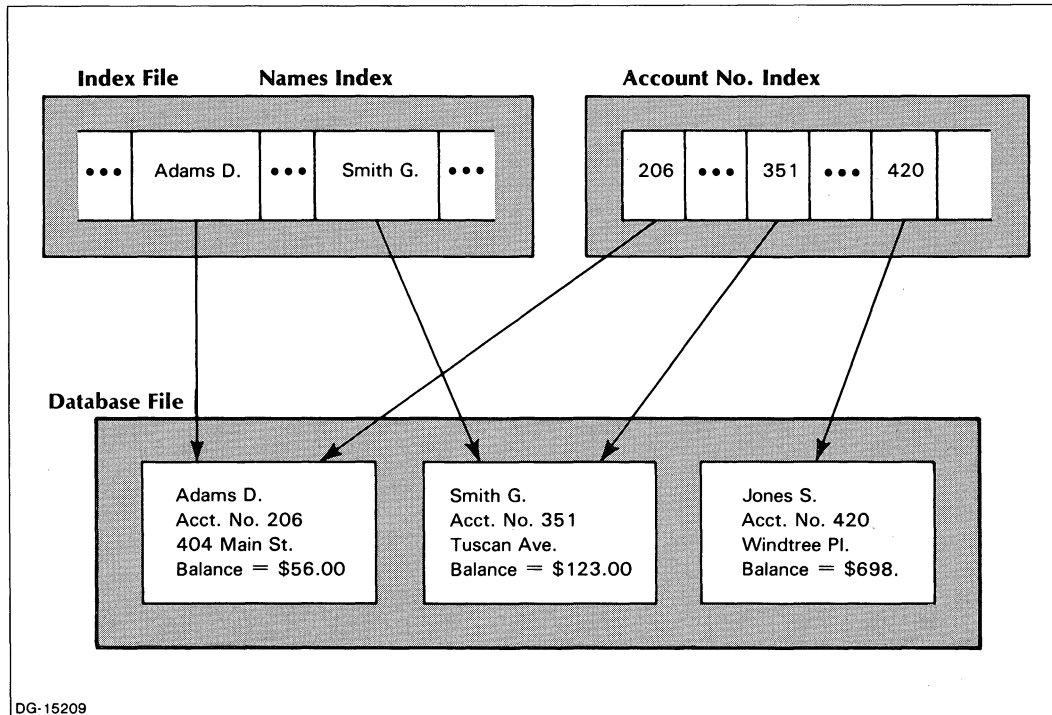 Index File Names Index
Account No. Index
••• Adams D. ••• Smith G. •••
206 ••• 351 ••• 420
Database File
Adams D.
Acct. No. 206
404 Main St.
Balance = $56.00
Smith G.
Acct. No. 351
Tuscan Ave.
Balance = $123.00
Jones S.
Acct. No. 420
Windtree Pl.
Balance = $698.
DG-15209